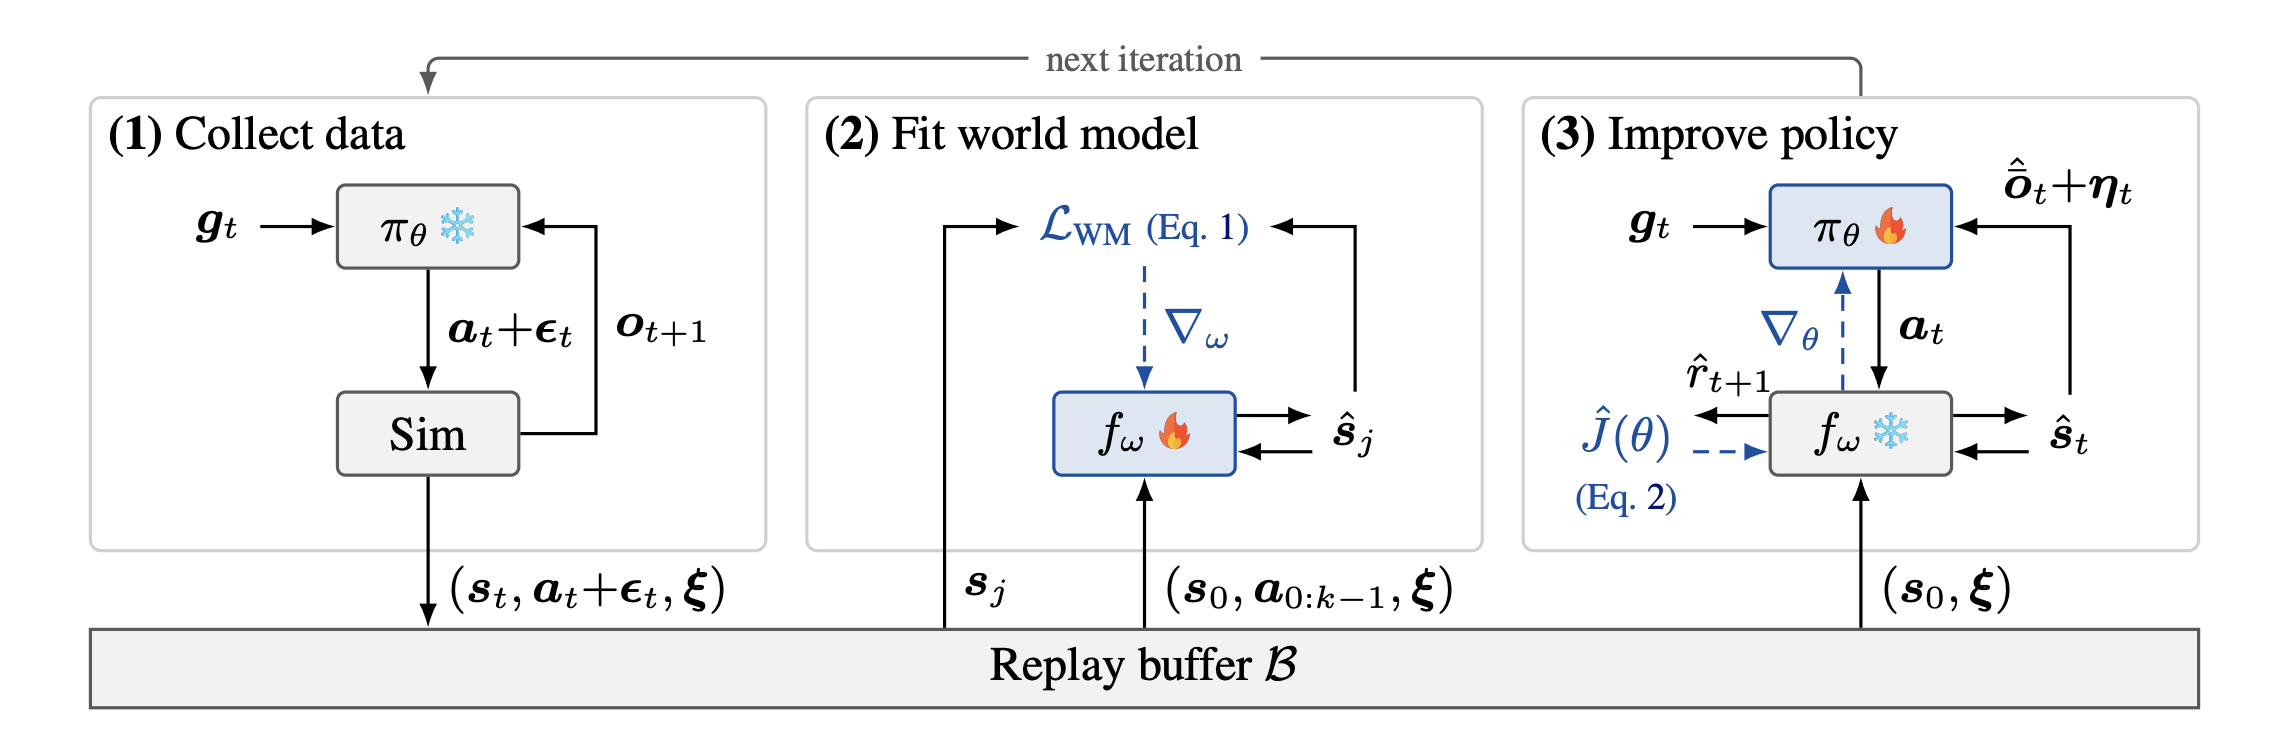 next iteration
(1) Collect data
g_t
π_θ
a_t+ϵ_t
o_{t+1}
Sim
(s_t, a_t+ϵ_t, ξ)
(2) Fit world model
ℒ_WM (Eq. 1)
∇_ω
f_ω
ŝ_j
s_j
(s_0, a_{0:k−1}, ξ)
(3) Improve policy
ô̄_t+η_t
g_t
π_θ
∇_θ
a_t
r̂_{t+1}
Ĵ(θ)
(Eq. 2)
f_ω
ŝ_t
(s_0, ξ)
Replay buffer ℬ